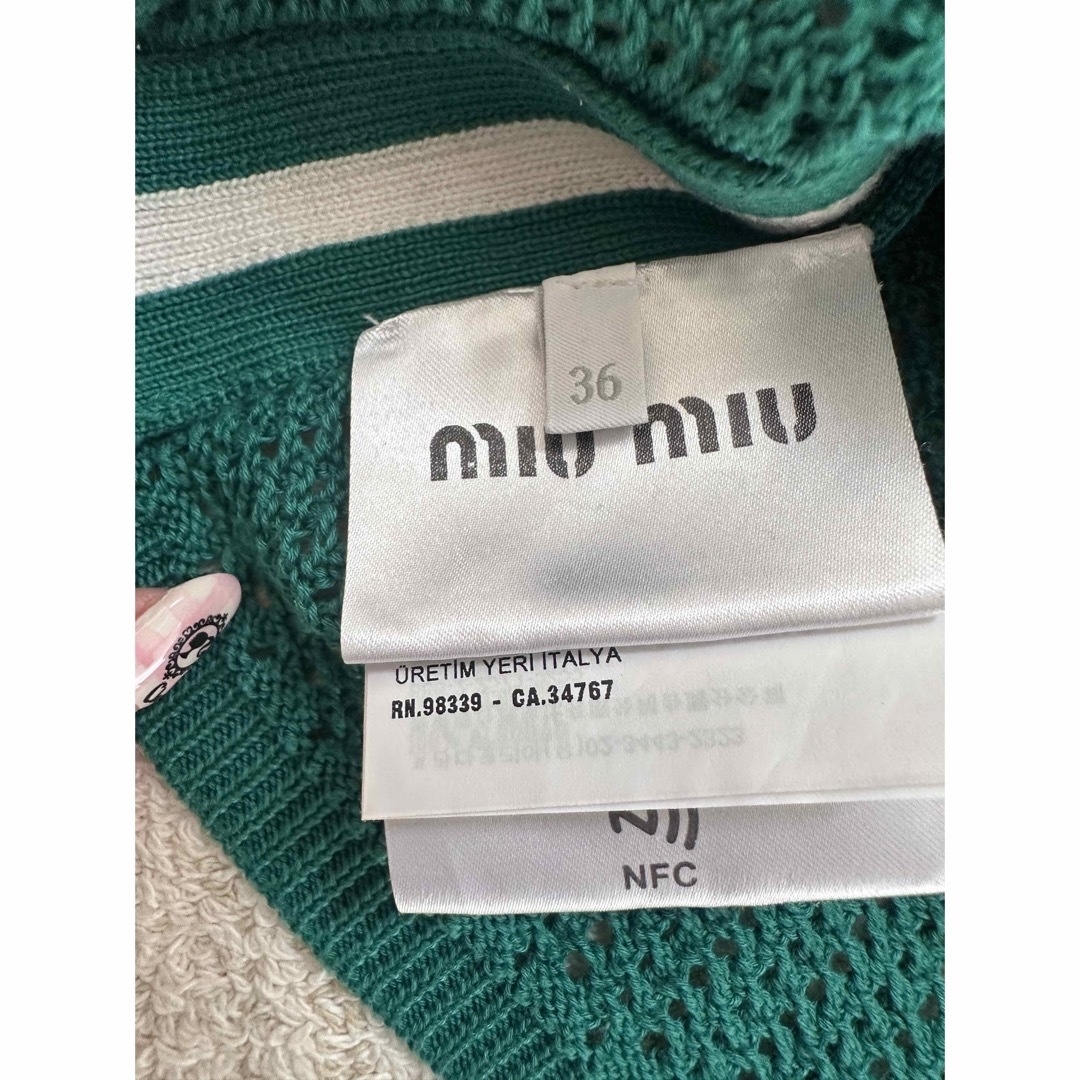 36
miu miu
ÜRETİM YERİ İTALYA
RN.98339 - CA.34767
NFC